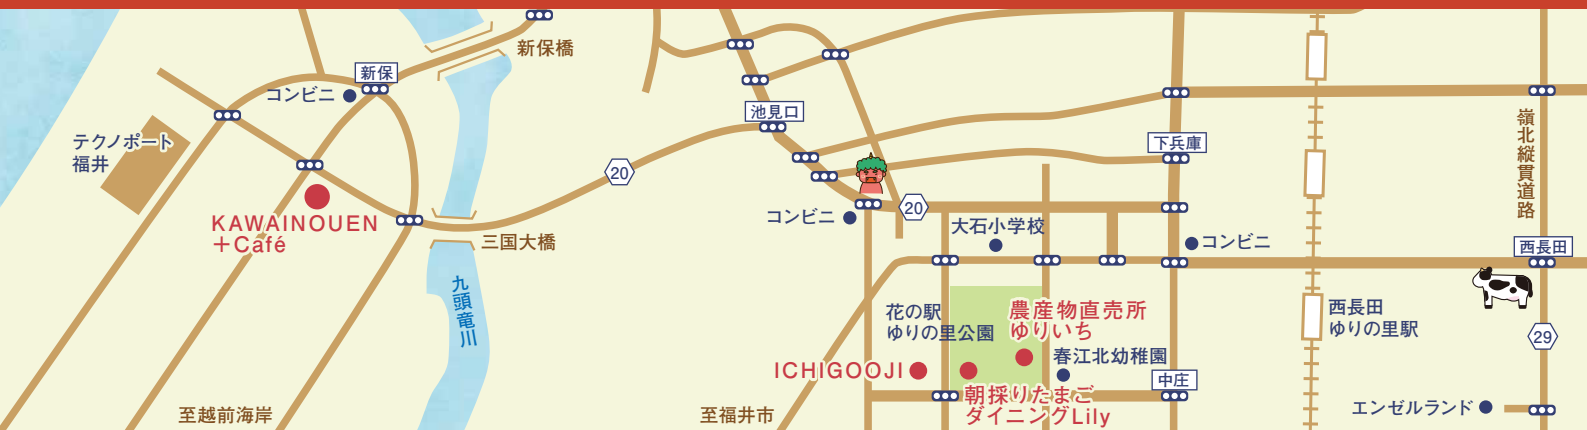 新保橋
新保
コンビニ
テクノポート
福井
KAWAINOUEN
+Café
三国大橋
九頭竜川
至越前海岸
20
池見口
コンビニ
20
大石小学校
下兵庫
コンビニ
嶺北縦貫道路
西長田
西長田
ゆりの里駅
29
花の駅
ゆりの里公園
農産物直売所
ゆりいち
春江北幼稚園
ICHIGOOJI
朝採りたまご
ダイニングLily
中庄
至福井市
エンゼルランド